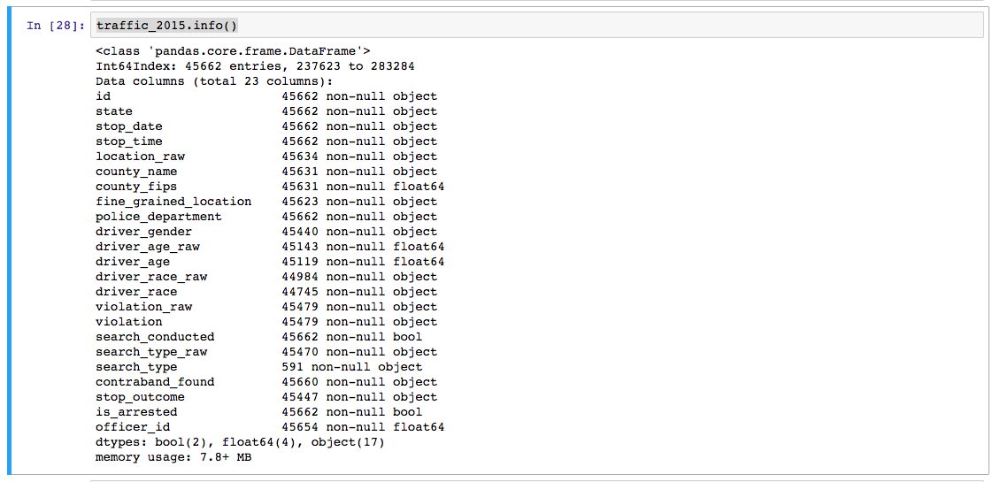 In [28]: traffic_2015.info()
<class 'pandas.core.frame.DataFrame'>
Int64Index: 45662 entries, 237623 to 283284
Data columns (total 23 columns):
id                       45662 non-null object
state                    45662 non-null object
stop_date                45662 non-null object
stop_time                45662 non-null object
location_raw             45634 non-null object
county_name              45631 non-null object
county_fips              45631 non-null float64
fine_grained_location    45623 non-null object
police_department        45662 non-null object
driver_gender            45440 non-null object
driver_age_raw           45143 non-null float64
driver_age               45119 non-null float64
driver_race_raw          44984 non-null object
driver_race              44745 non-null object
violation_raw            45479 non-null object
violation                45479 non-null object
search_conducted         45662 non-null bool
search_type_raw          45470 non-null object
search_type              591 non-null object
contraband_found         45660 non-null object
stop_outcome             45447 non-null object
is_arrested              45662 non-null bool
officer_id               45654 non-null float64
dtypes: bool(2), float64(4), object(17)
memory usage: 7.8+ MB